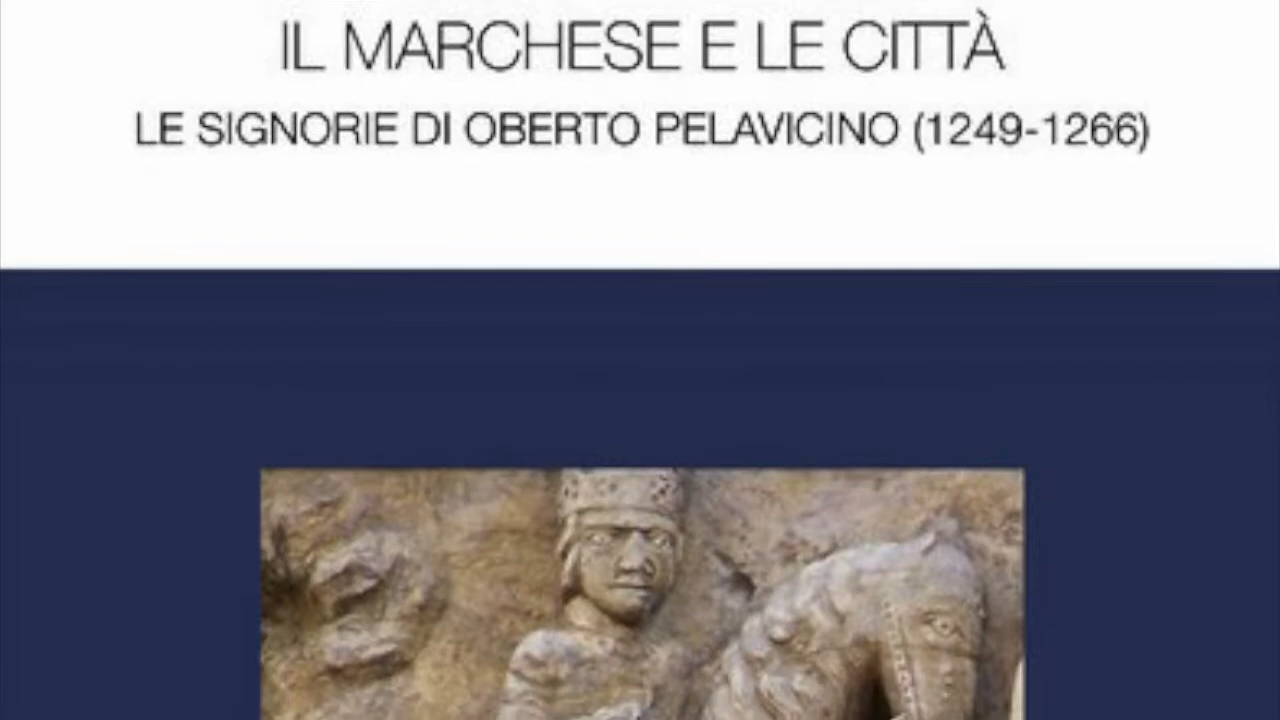 IL MARCHESE E LE CITTÀ
LE SIGNORIE DI OBERTO PELAVICINO (1249-1266)